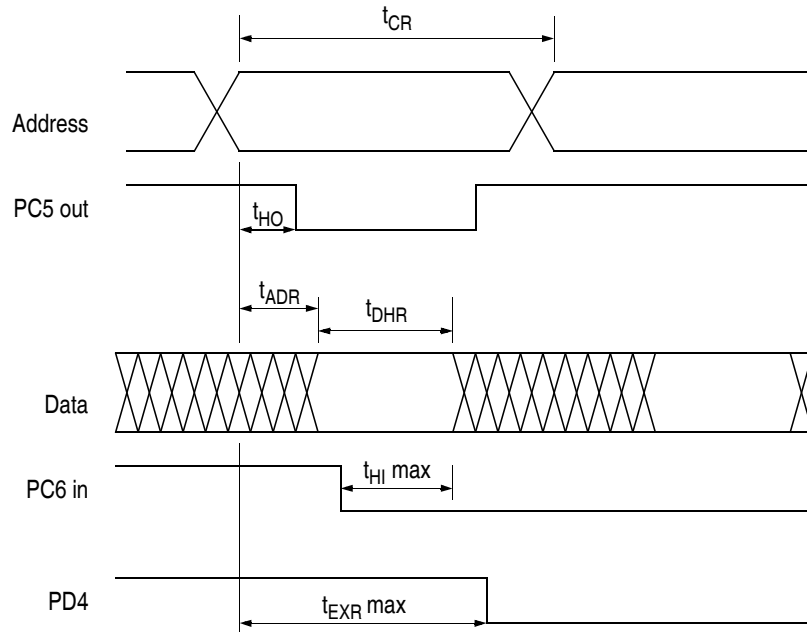 tCR
Address
PC5 out
tHO
tADR
tDHR
Data
PC6 in
tHI max
PD4
tEXR max